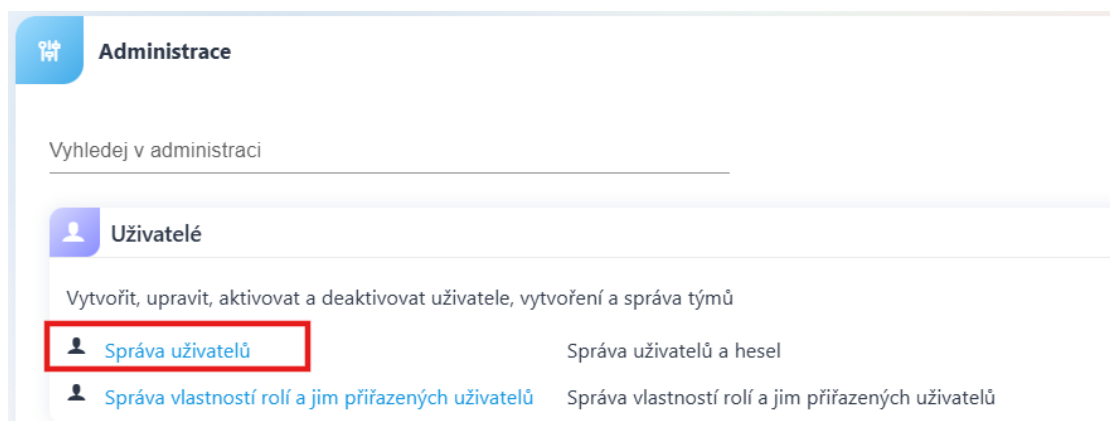 Administrace
Vyhledej v administraci
Uživatelé
Vytvořit, upravit, aktivovat a deaktivovat uživatele, vytvoření a správa týmů
Správa uživatelů Správa uživatelů a hesel
Správa vlastností rolí a jim přiřazených uživatelů Správa vlastností rolí a jim přiřazených uživatelů